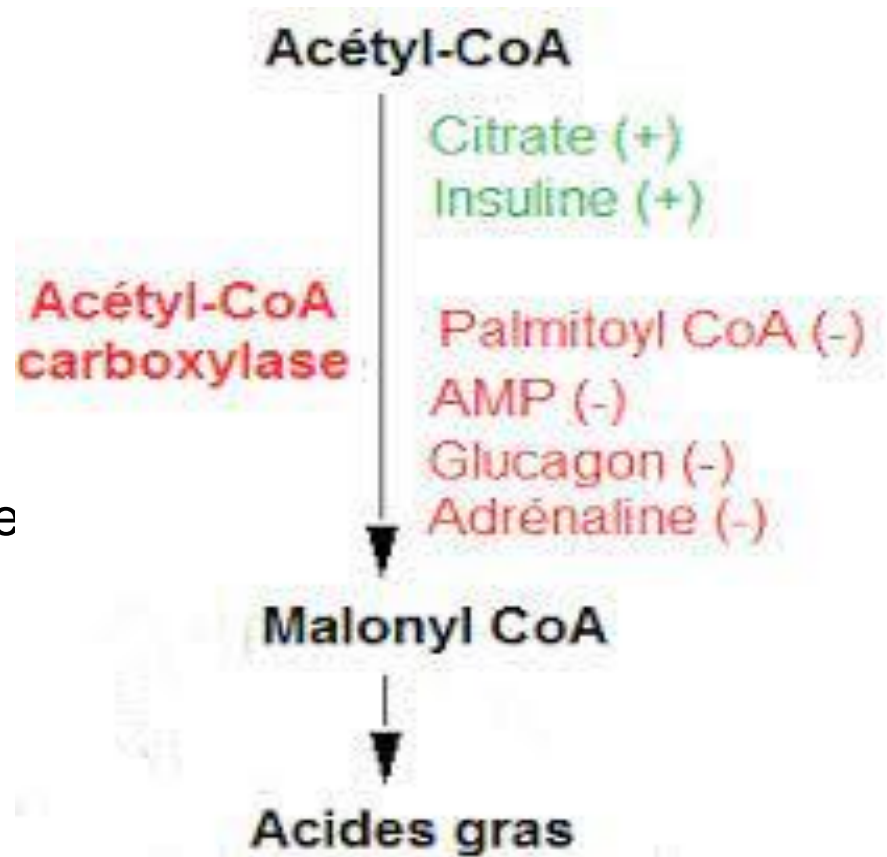 Acétyl-CoA
Citrate (+)
Insuline (+)
Acétyl-CoA
carboxylase
Palmitoyl CoA (-)
AMP (-)
Glucagon (-)
Adrénaline (-)
e
Malonyl CoA
Acides gras